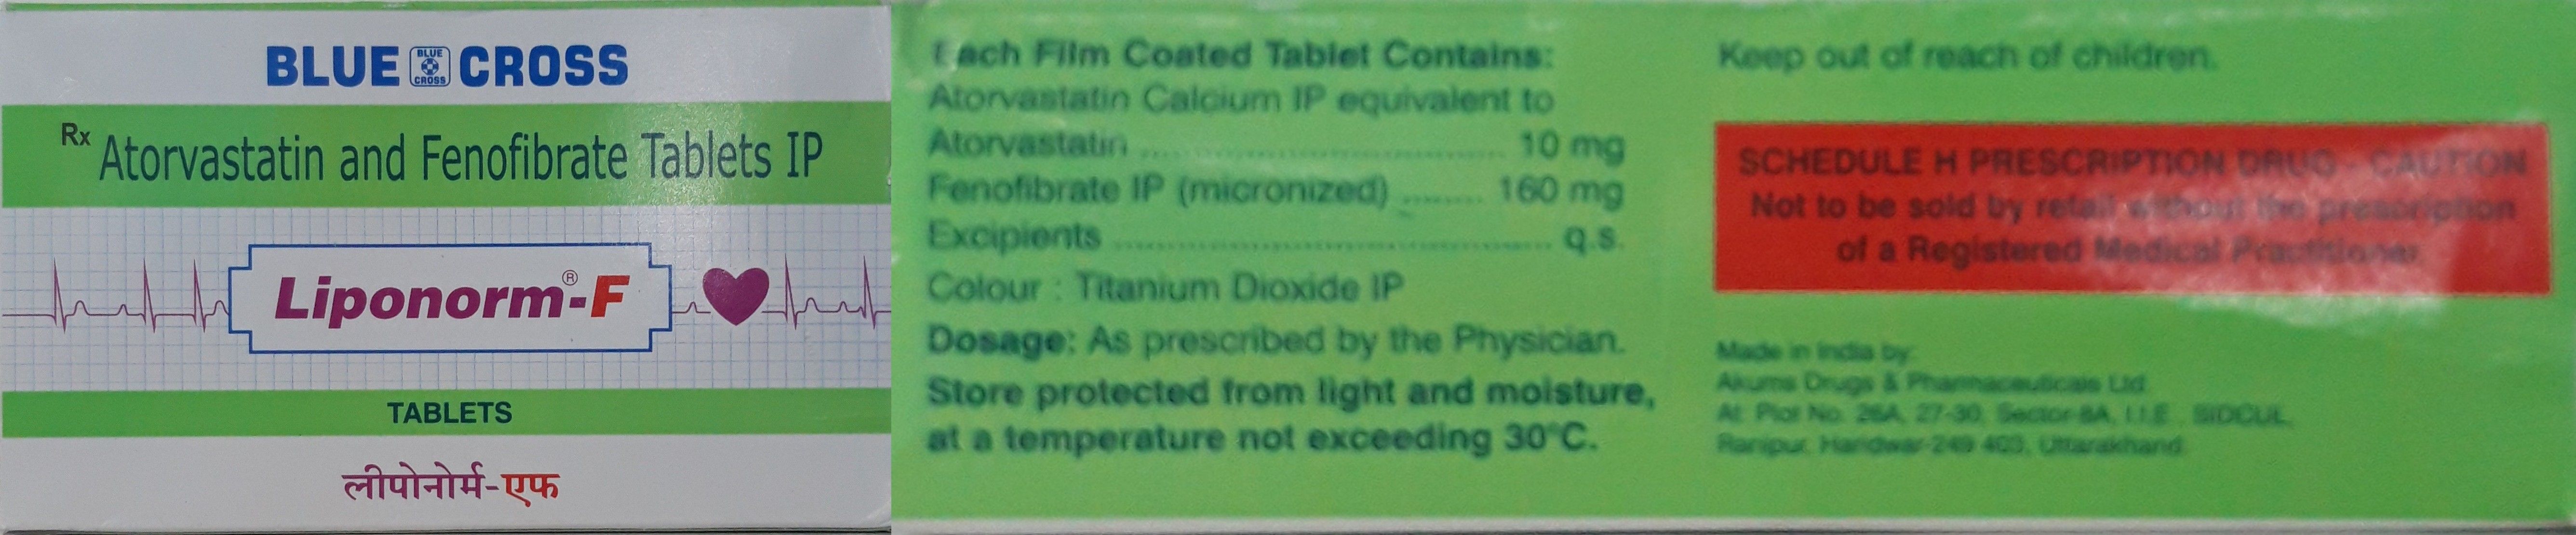 BLUE BLUE CROSS CROSS
Rx Atorvastatin and Fenofibrate Tablets IP
Liponorm®-F
TABLETS
लीपोनोर्म-एफ
Each Film Coated Tablet Contains:
Atorvastatin Calcium IP equivalent to
Atorvastatin ........................................ 10 mg
Fenofibrate IP (micronized) ........ 160 mg
Excipients ................................................ q.s.
Colour : Titanium Dioxide IP
Dosage: As prescribed by the Physician.
Store protected from light and moisture,
at a temperature not exceeding 30°C.
Keep out of reach of children.
SCHEDULE H PRESCRIPTION DRUG - CAUTION
Not to be sold by retail without the prescription
of a Registered Medical Practitioner
Made in India by:
Akums Drugs & Pharmaceuticals Ltd.
At: Plot No. 26A, 27-30, Sector-8A, I.I.E., SIDCUL,
Ranipur, Haridwar-249 403, Uttarakhand.